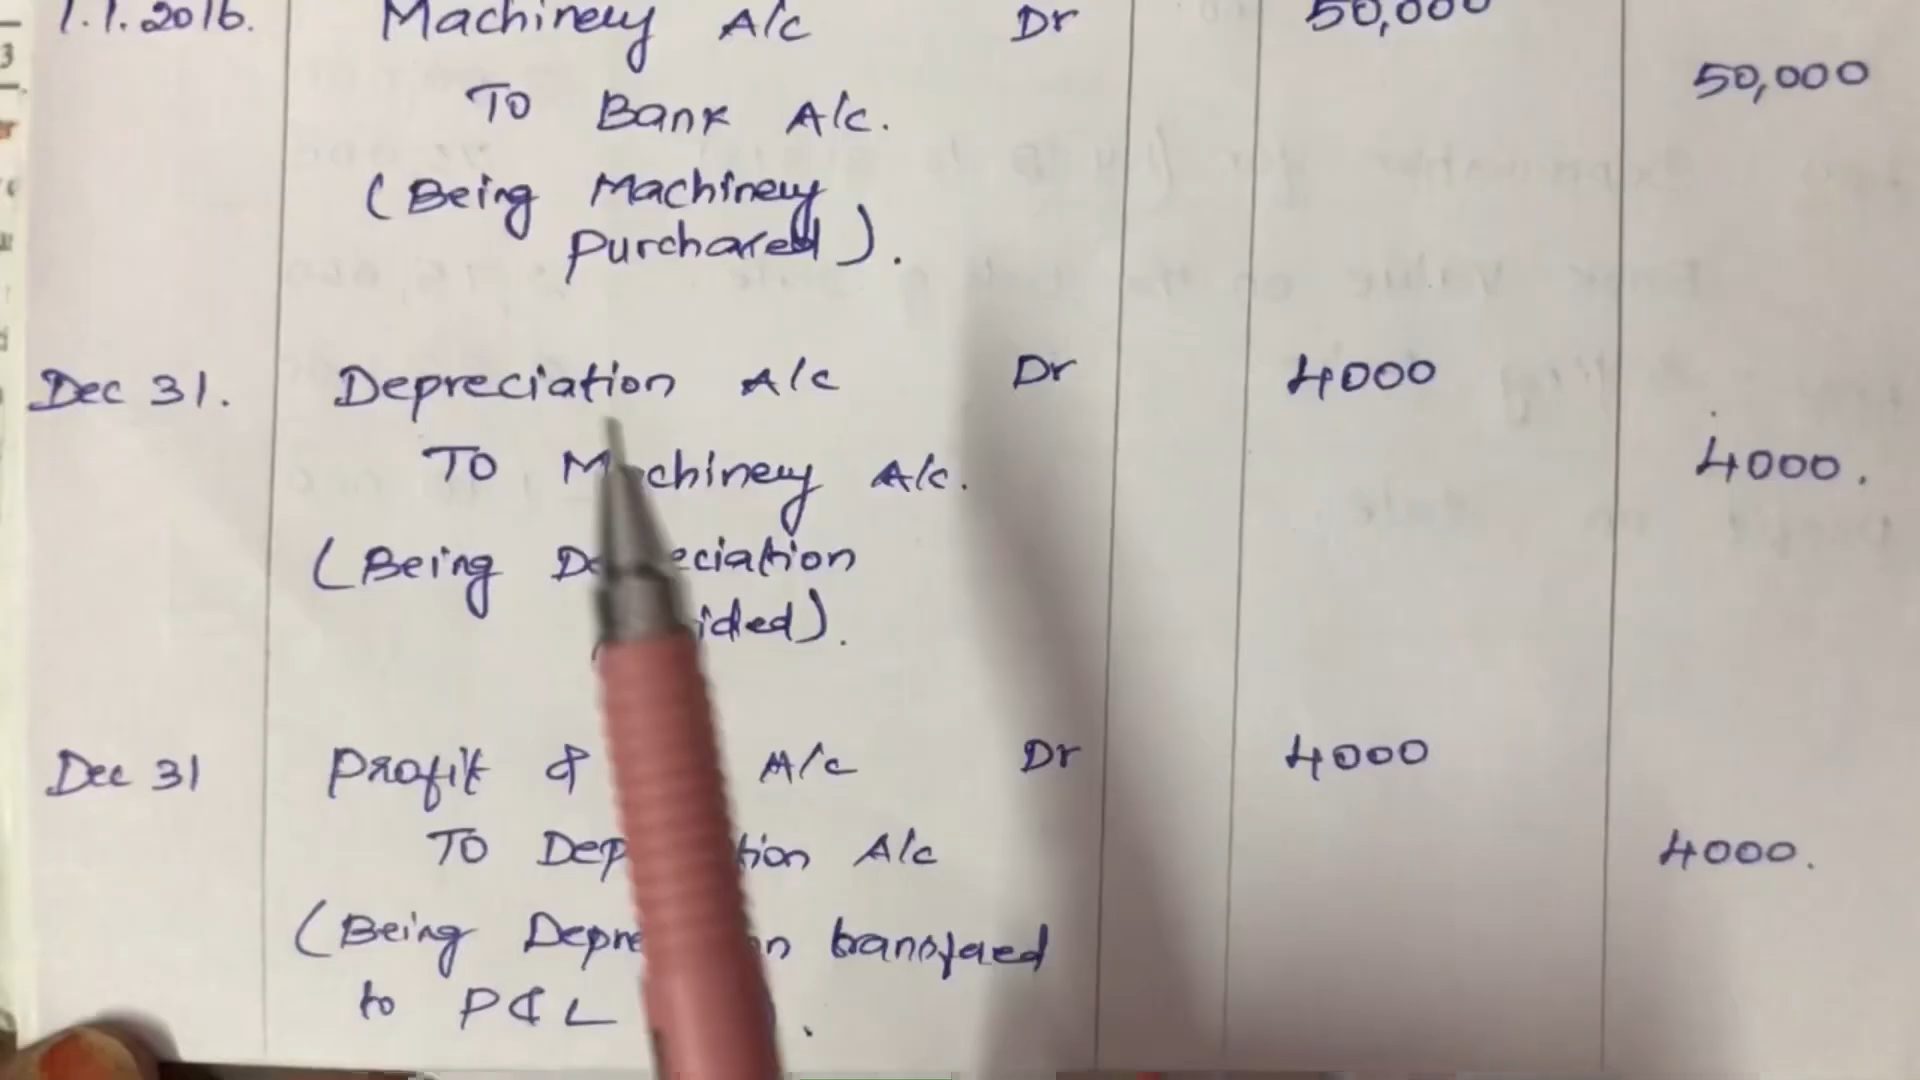 1.1.2016. Machinery A/c Dr 50,000
To Bank A/c. 50,000
(Being Machinery
purchased).
Dec 31. Depreciation A/c Dr 4000
To Machinery A/c. 4000.
(Being Depreciation
Dec 31 Profit & A/c Dr 4000
To A/c 4000.
(Being
to P & L